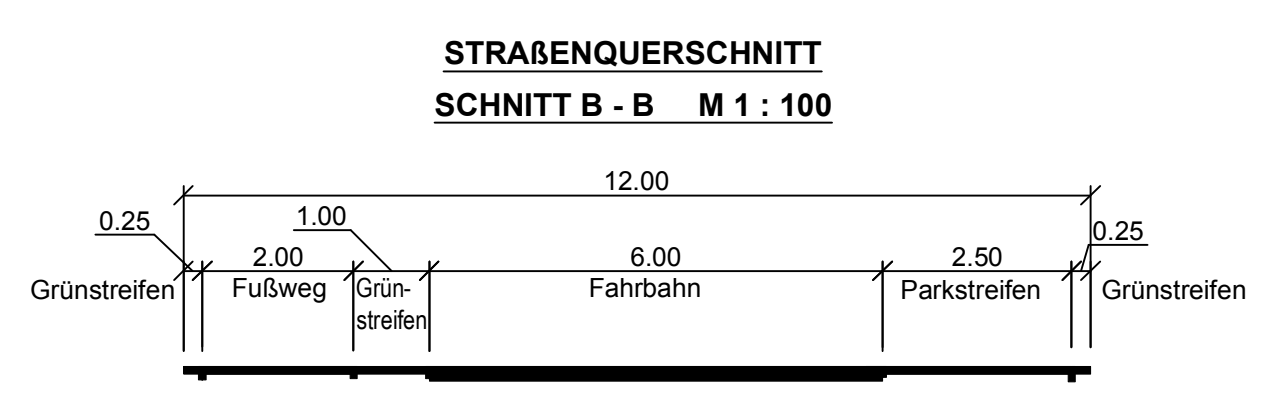 STRAßENQUERSCHNITT
SCHNITT B - B M 1 : 100
12.00
0.25
1.00
0.25
2.00
6.00
2.50
Grünstreifen
Fußweg
Grün-
streifen
Fahrbahn
Parkstreifen
Grünstreifen